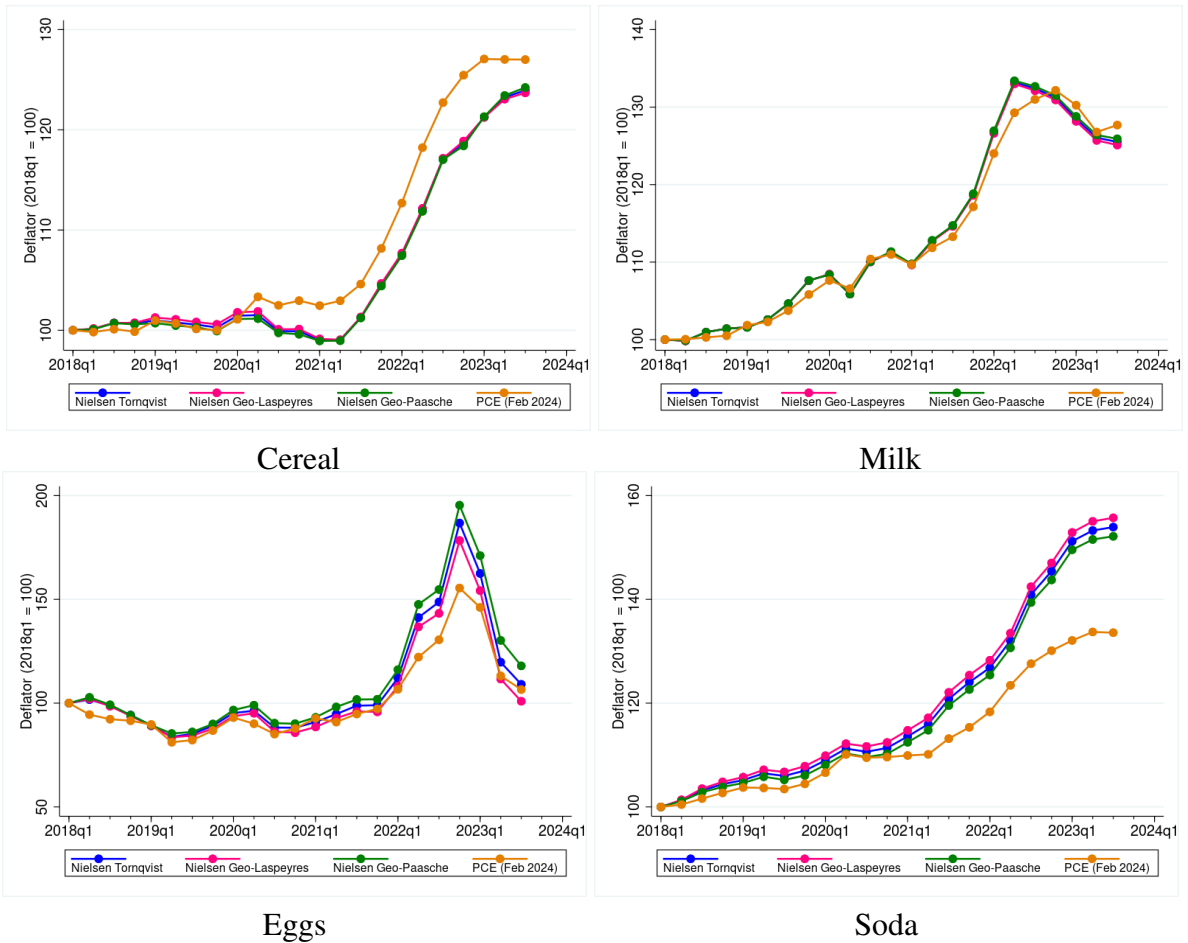 130
120
110
100
Deflator (2018q1 = 100)
2018q1 2019q1 2020q1 2021q1 2022q1 2023q1 2024q1
Nielsen Tornqvist Nielsen Geo-Laspeyres Nielsen Geo-Paasche PCE (Feb 2024)
Cereal
140
130
120
110
100
Deflator (2018q1 = 100)
2018q1 2019q1 2020q1 2021q1 2022q1 2023q1 2024q1
Nielsen Tornqvist Nielsen Geo-Laspeyres Nielsen Geo-Paasche PCE (Feb 2024)
Milk
200
150
100
50
Deflator (2018q1 = 100)
2018q1 2019q1 2020q1 2021q1 2022q1 2023q1 2024q1
Nielsen Tornqvist Nielsen Geo-Laspeyres Nielsen Geo-Paasche PCE (Feb 2024)
Eggs
160
140
120
100
Deflator (2018q1 = 100)
2018q1 2019q1 2020q1 2021q1 2022q1 2023q1 2024q1
Nielsen Tornqvist Nielsen Geo-Laspeyres Nielsen Geo-Paasche PCE (Feb 2024)
Soda